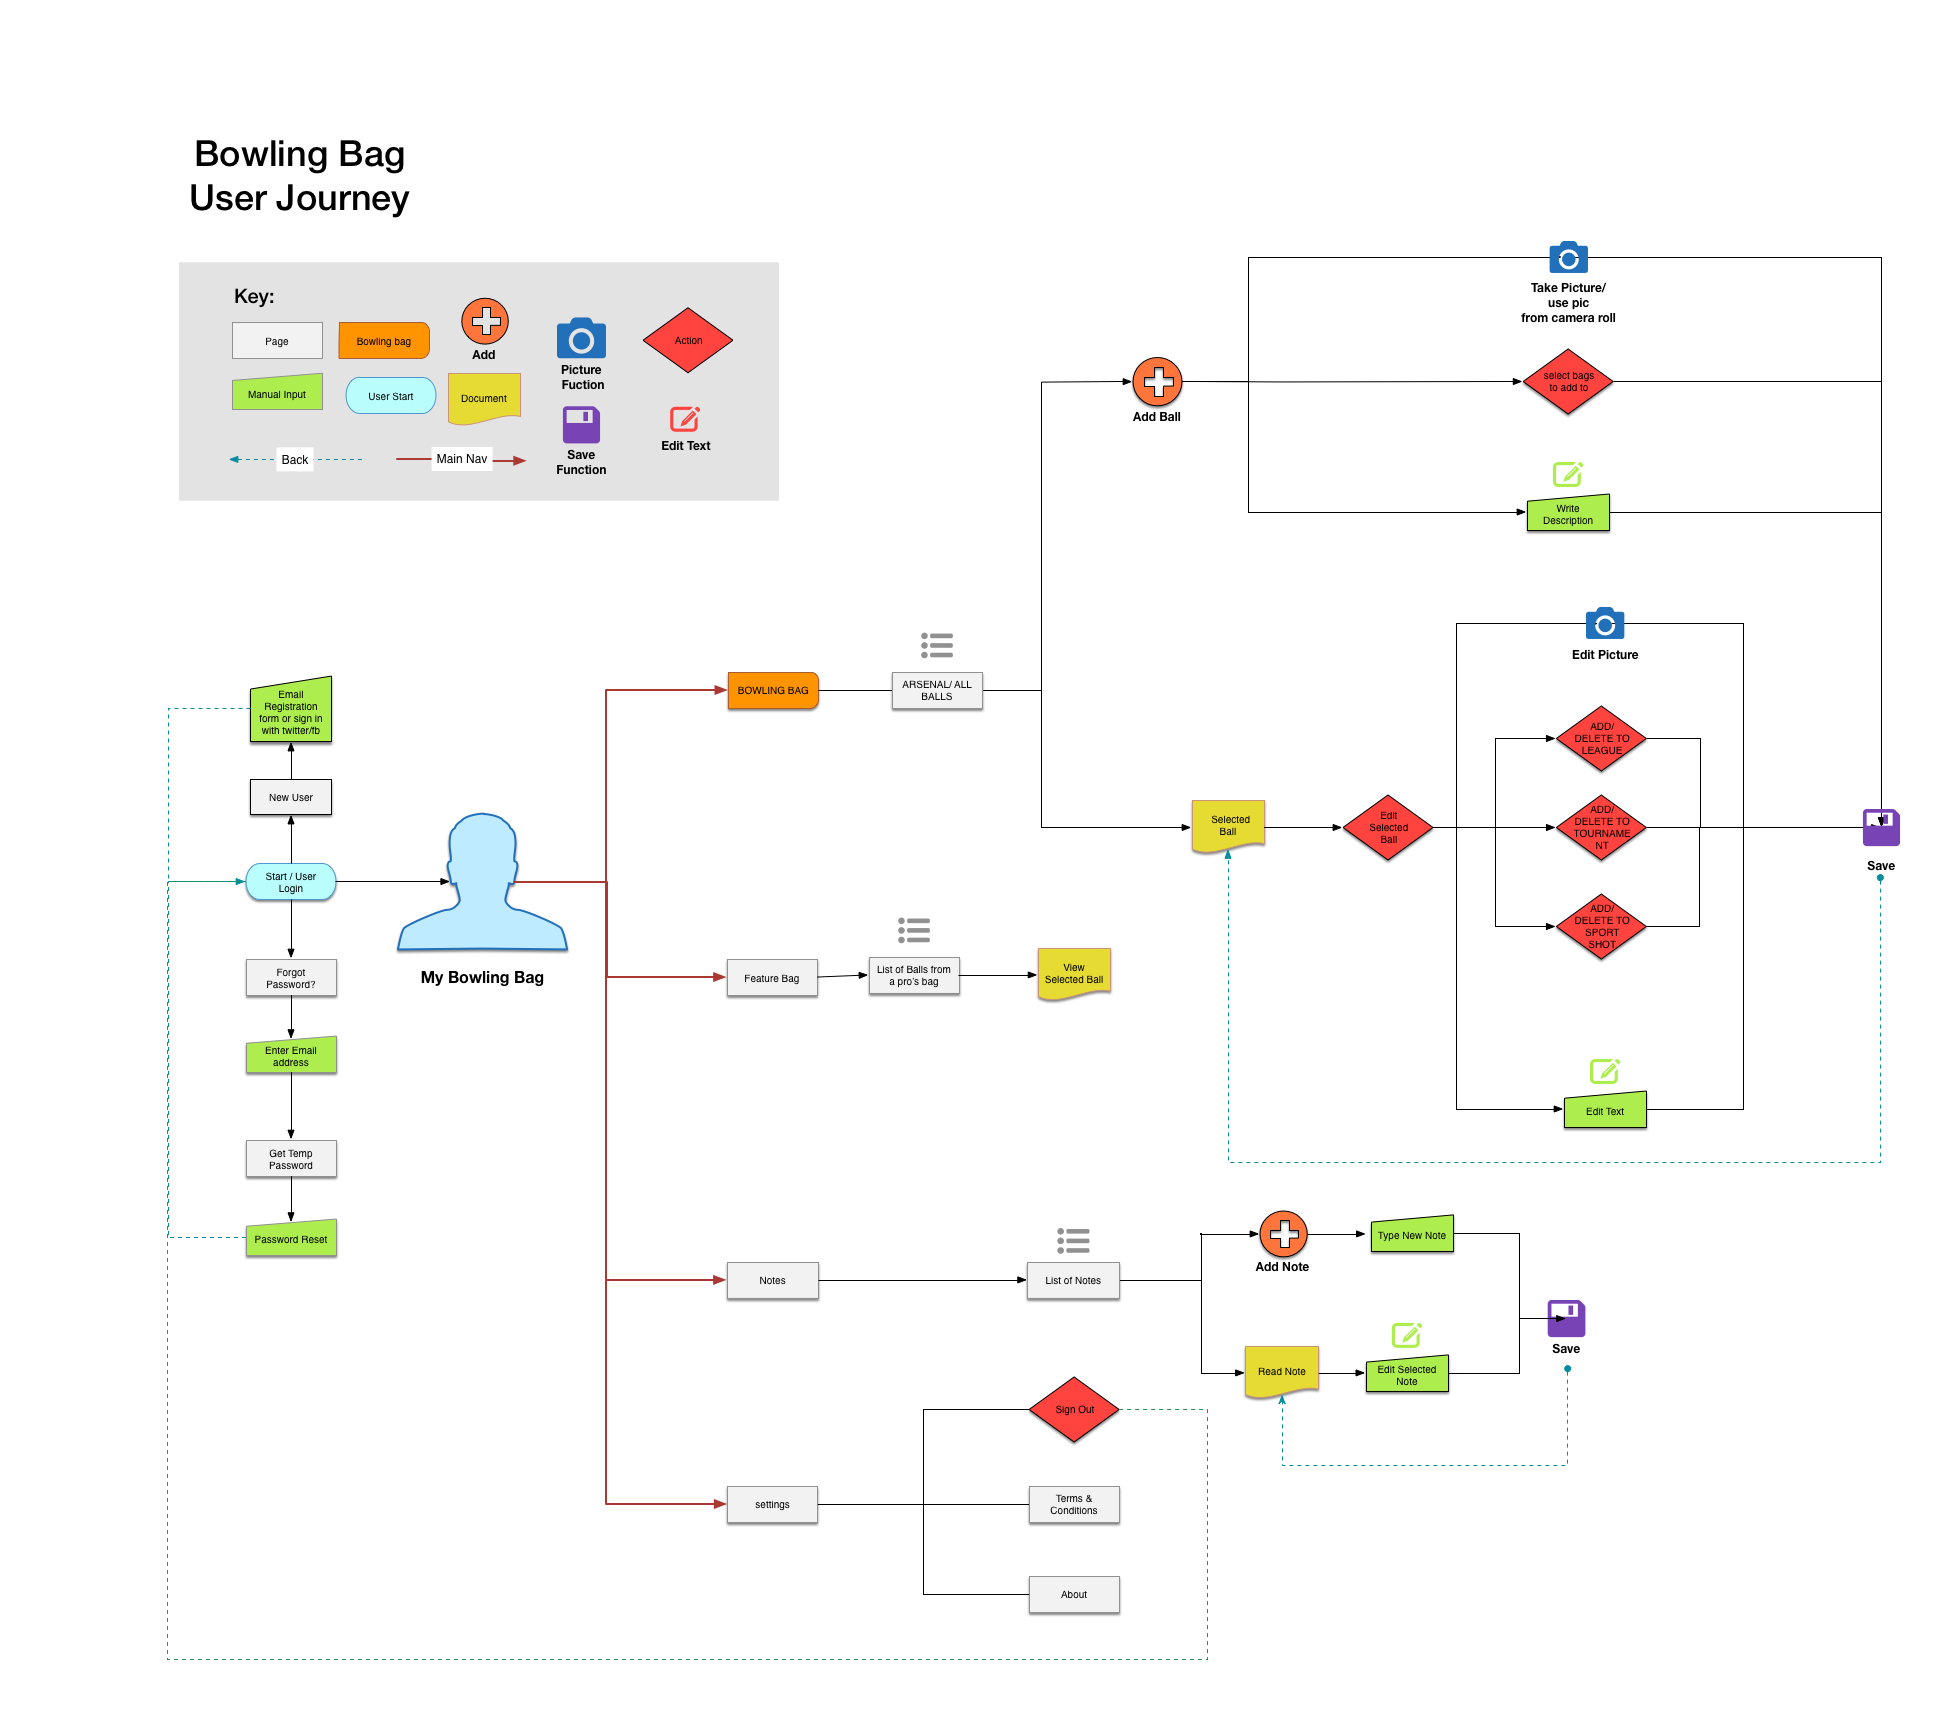 Bowling Bag
User Journey
Key:
Page
Bowling bag
Add
Picture
Fuction
Action
Manual Input
User Start
Document
Save
Function
Edit Text
Back
Main Nav
Take Picture/
use pic
from camera roll
Add Ball
select bags
to add to
Write
Description
Edit Picture
BOWLING BAG
ARSENAL/ ALL
BALLS
Email
Registration
form or sign in
with twitter/fb
New User
Start / User
Login
My Bowling Bag
Forgot
Password?
Enter Email
address
Get Temp
Password
Password Reset
Selected
Ball
Edit
Selected
Ball
ADD/
DELETE TO
LEAGUE
ADD/
DELETE TO
TOURNAME
NT
ADD/
DELETE TO
SPORT
SHOT
Save
Edit Text
Feature Bag
List of Balls from
a pro's bag
View
Selected Ball
Notes
List of Notes
Add Note
Type New Note
Read Note
Edit Selected
Note
Save
settings
Sign Out
Terms &
Conditions
About